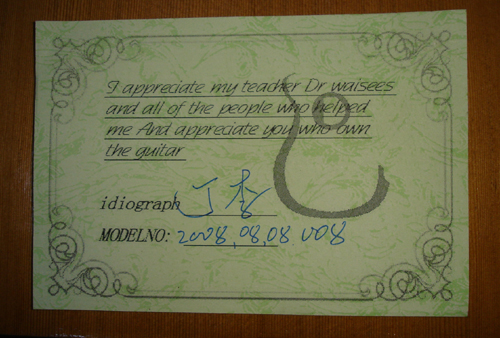 I appreciate my teacher Dr waisees
and all of the people who helped
me And appreciate you who own
the guitar
idiograph
MODELNO: 2008,08,08 008